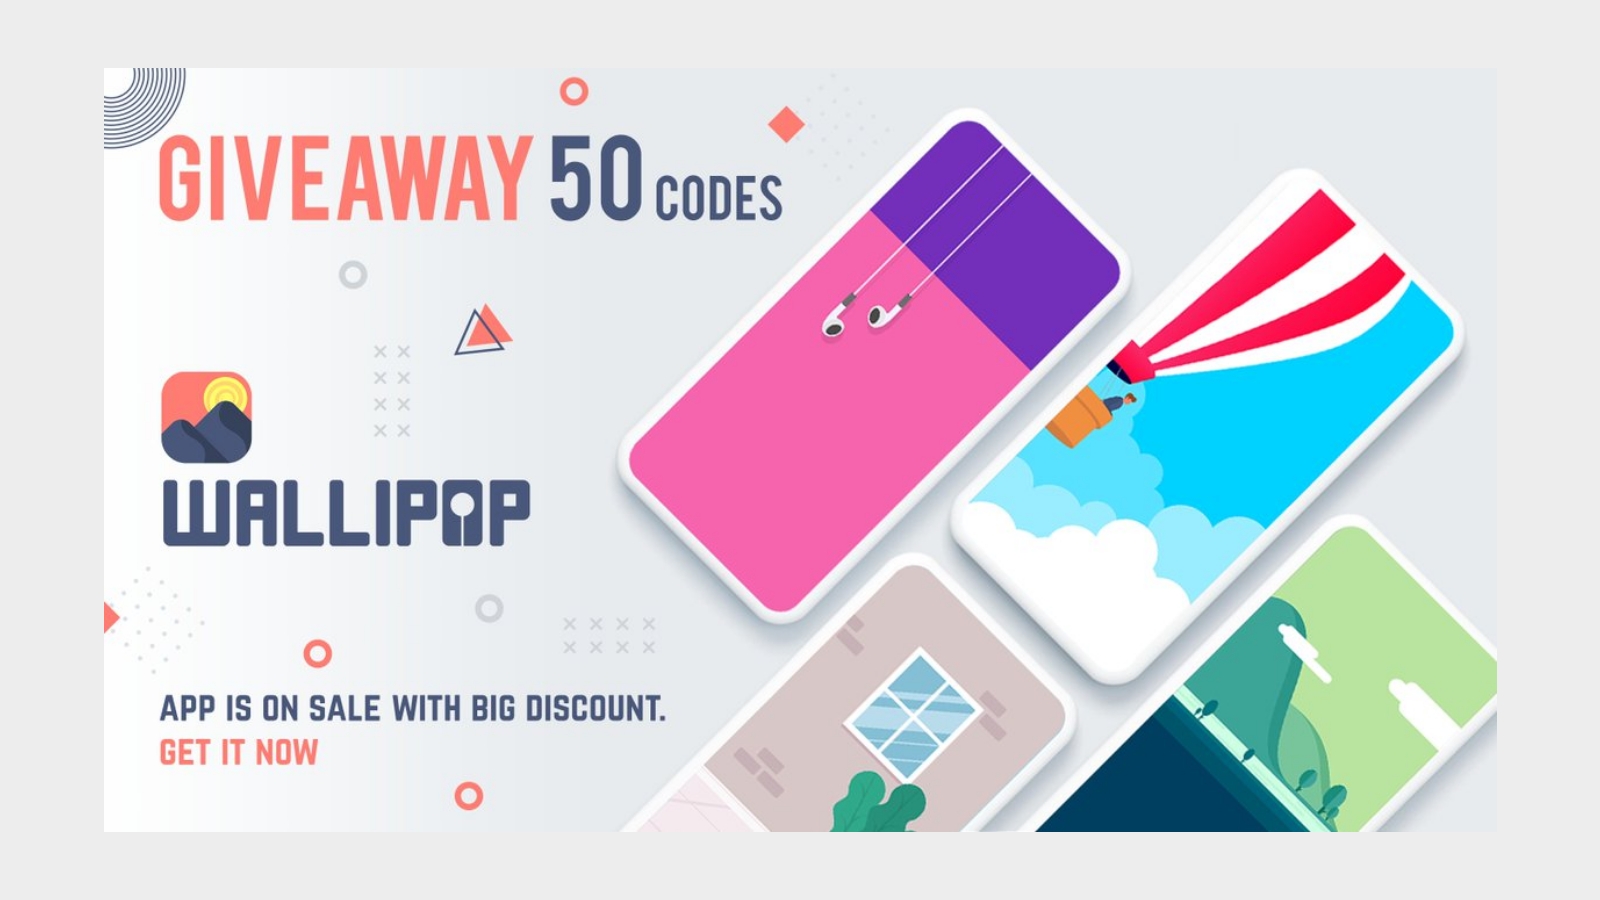 GIVEAWAY 50 CODES
WALLIPOP
APP IS ON SALE WITH BIG DISCOUNT.
GET IT NOW